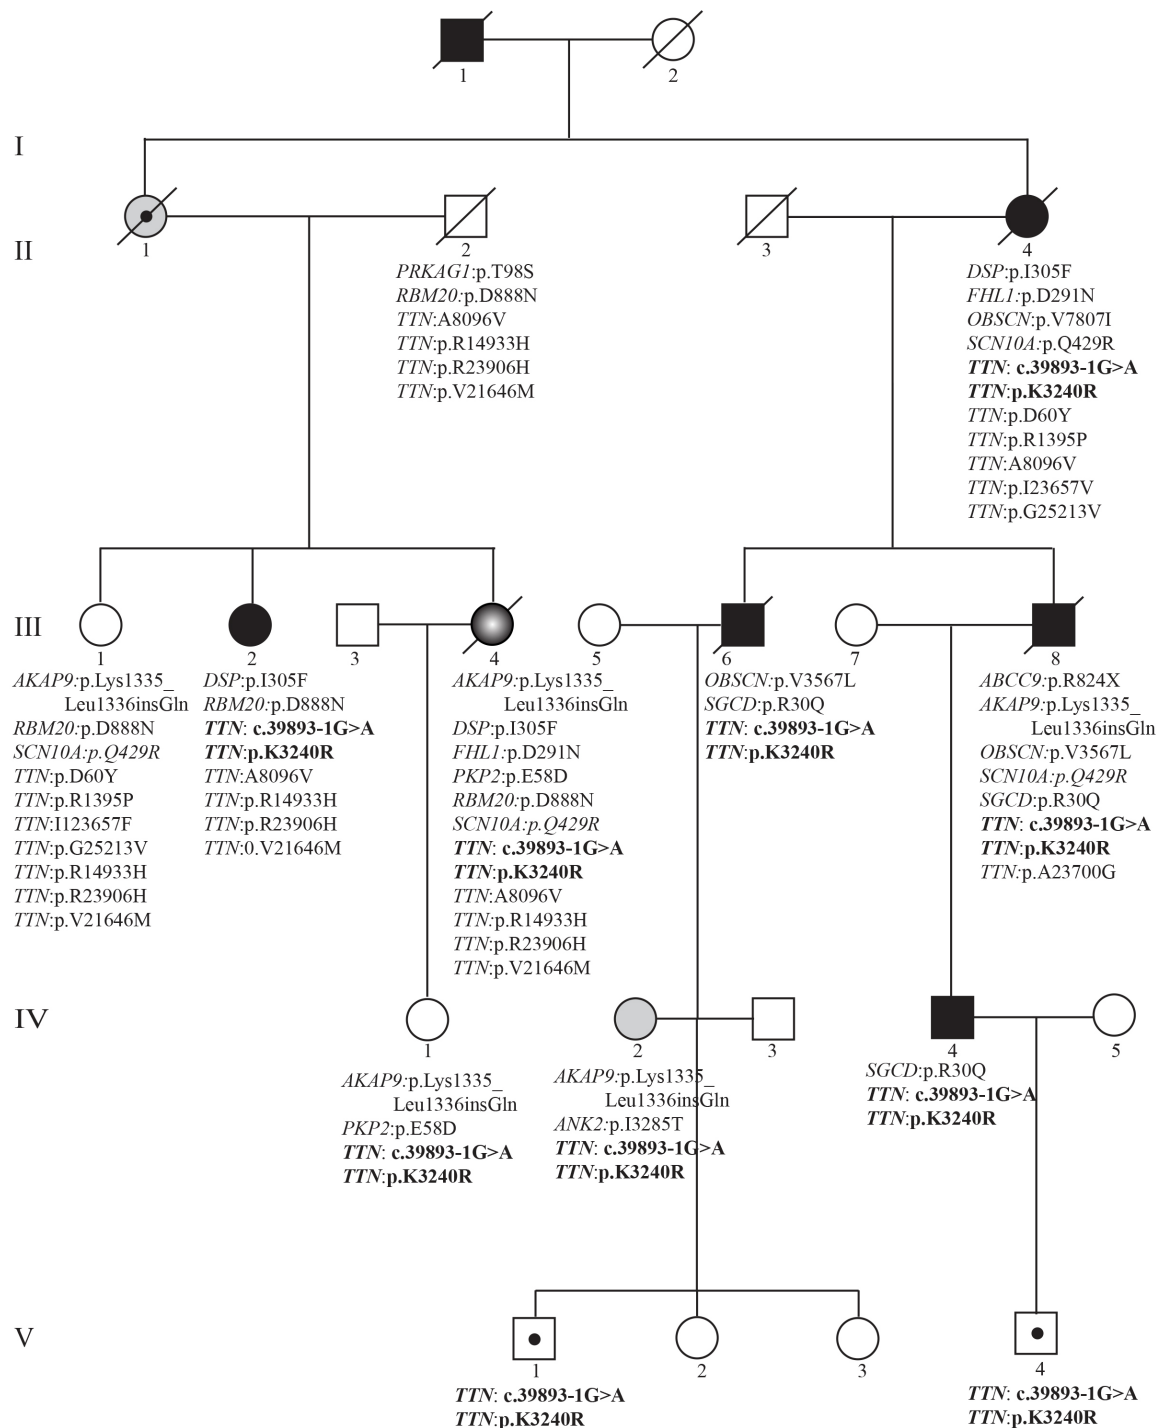 1
2
I
1
2
3
4
II
PRKAG1:p.T98S
RBM20:p.D888N
TTN:A8096V
TTN:p.R14933H
TTN:p.R23906H
TTN:p.V21646M
DSP:p.I305F
FHL1:p.D291N
OBSCN:p.V7807I
SCN10A:p.Q429R
TTN: c.39893-1G>A
TTN:p.K3240R
TTN:p.D60Y
TTN:p.R1395P
TTN:A8096V
TTN:p.I23657V
TTN:p.G25213V
III
1
2
3
4
5
6
7
8
AKAP9:p.Lys1335_
Leu1336insGln
RBM20:p.D888N
SCN10A:p.Q429R
TTN:p.D60Y
TTN:p.R1395P
TTN:I123657F
TTN:p.G25213V
TTN:p.R14933H
TTN:p.R23906H
TTN:p.V21646M
DSP:p.I305F
RBM20:p.D888N
TTN: c.39893-1G>A
TTN:p.K3240R
TTN:A8096V
TTN:p.R14933H
TTN:p.R23906H
TTN:0.V21646M
AKAP9:p.Lys1335_
Leu1336insGln
DSP:p.I305F
FHL1:p.D291N
PKP2:p.E58D
RBM20:p.D888N
SCN10A:p.Q429R
TTN: c.39893-1G>A
TTN:p.K3240R
TTN:A8096V
TTN:p.R14933H
TTN:p.R23906H
TTN:p.V21646M
OBSCN:p.V3567L
SGCD:p.R30Q
TTN: c.39893-1G>A
TTN:p.K3240R
ABCC9:p.R824X
AKAP9:p.Lys1335_
Leu1336insGln
OBSCN:p.V3567L
SCN10A:p.Q429R
SGCD:p.R30Q
TTN: c.39893-1G>A
TTN:p.K3240R
TTN:p.A23700G
IV
1
2
3
4
5
AKAP9:p.Lys1335_
Leu1336insGln
PKP2:p.E58D
TTN: c.39893-1G>A
TTN:p.K3240R
AKAP9:p.Lys1335_
Leu1336insGln
ANK2:p.I3285T
TTN: c.39893-1G>A
TTN:p.K3240R
SGCD:p.R30Q
TTN: c.39893-1G>A
TTN:p.K3240R
V
1
2
3
4
TTN: c.39893-1G>A
TTN:p.K3240R
TTN: c.39893-1G>A
TTN:p.K3240R